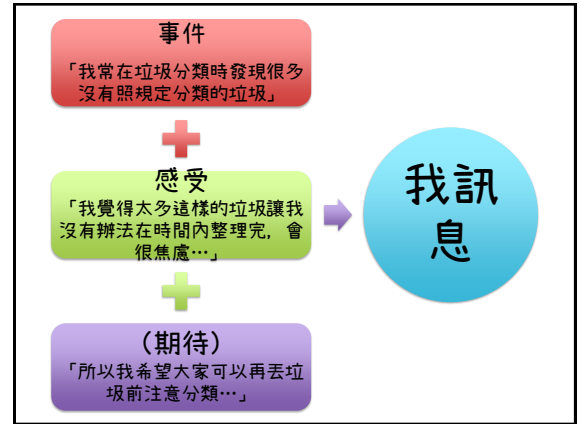 事件
「我常在垃圾分類時發現很多
沒有照規定分類的垃圾」
感受
「我覺得太多這樣的垃圾讓我
沒有辦法在時間內整理完，會
很焦慮…」
(期待)
「所以我希望大家可以再丟垃
圾前注意分類…」
我訊
息